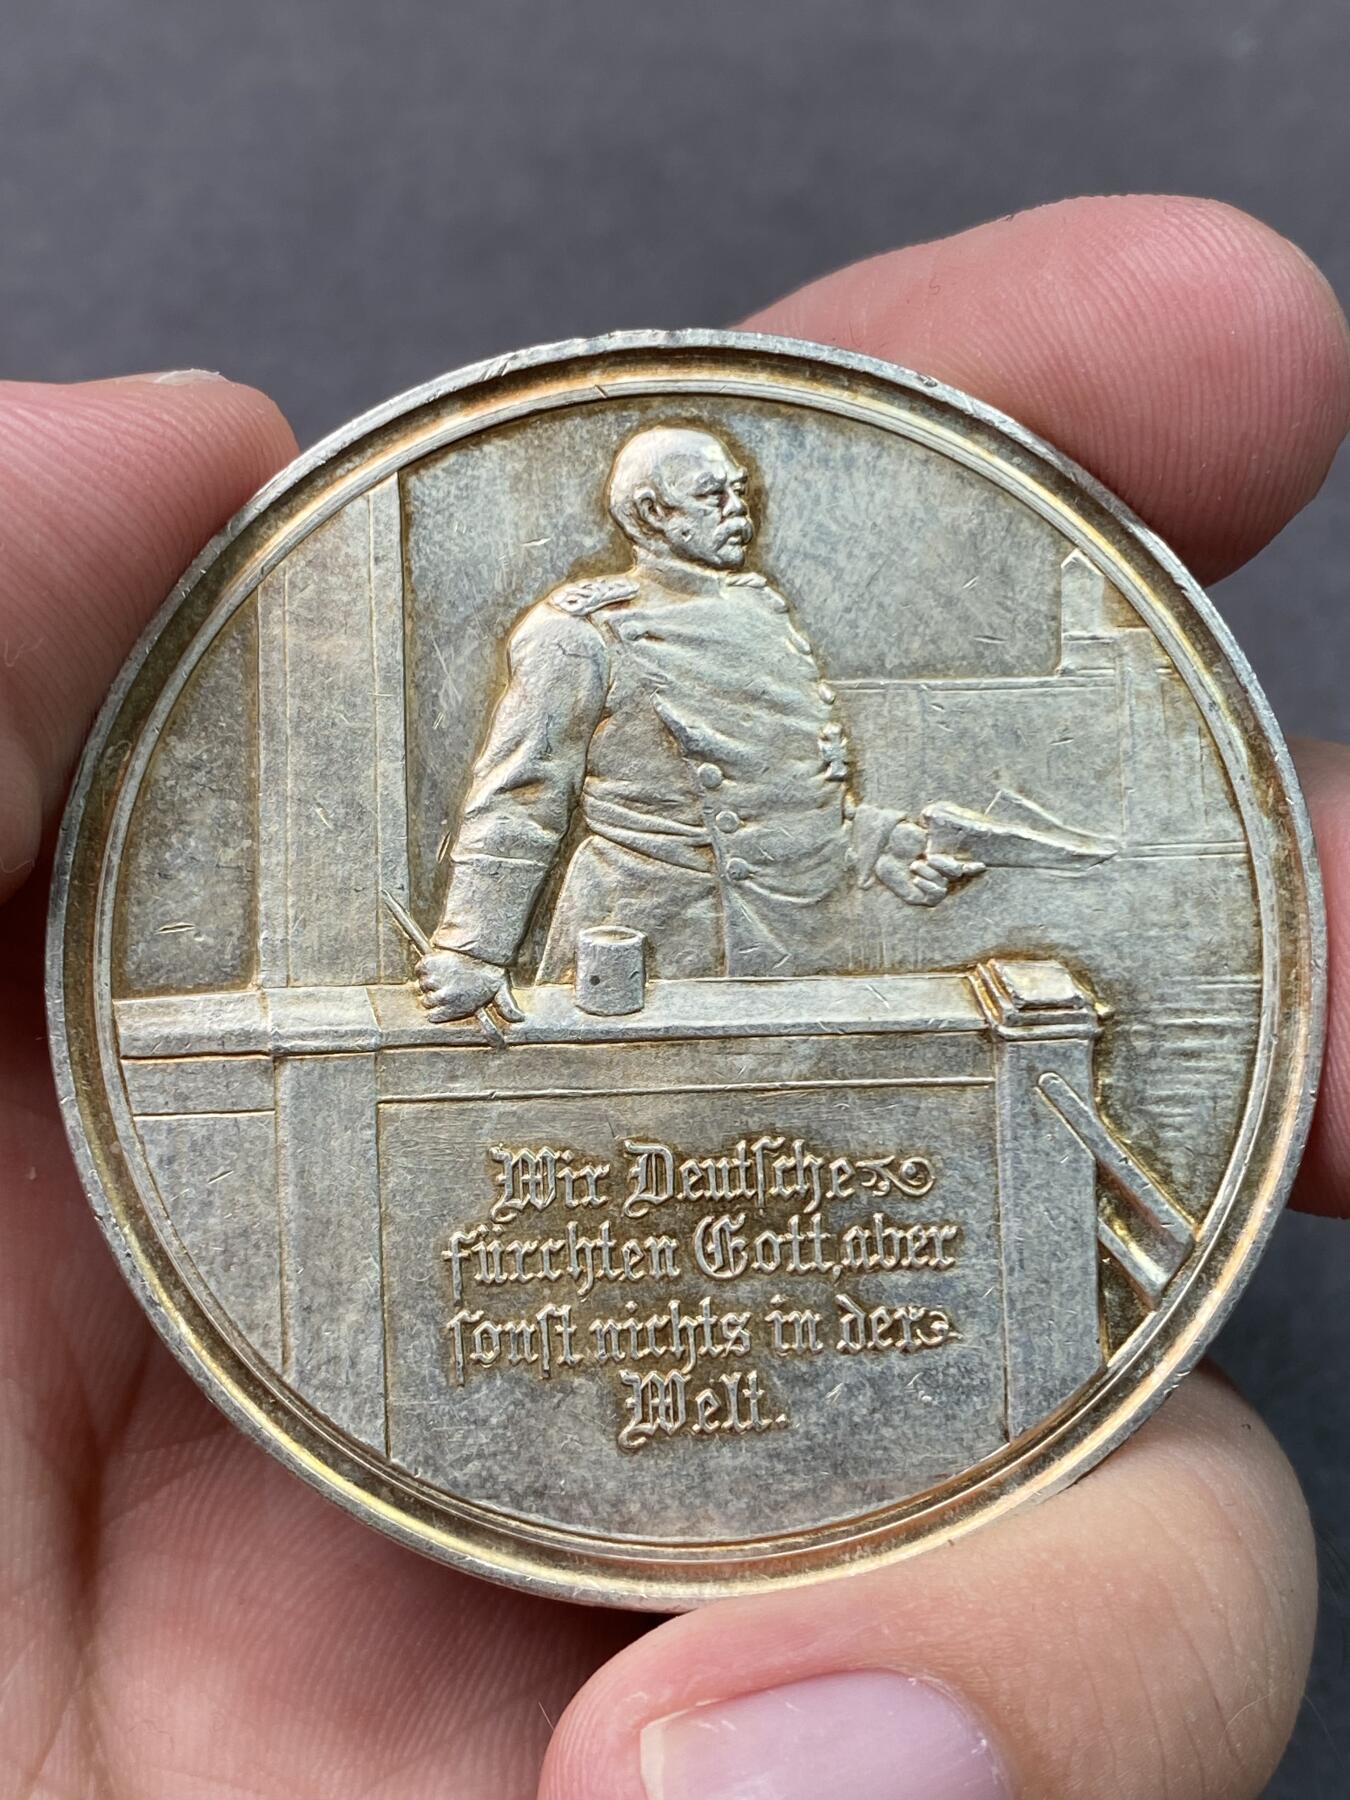 Wir Deutſche
fürchten Gott, aber
ſonſt nichts in der
Welt.